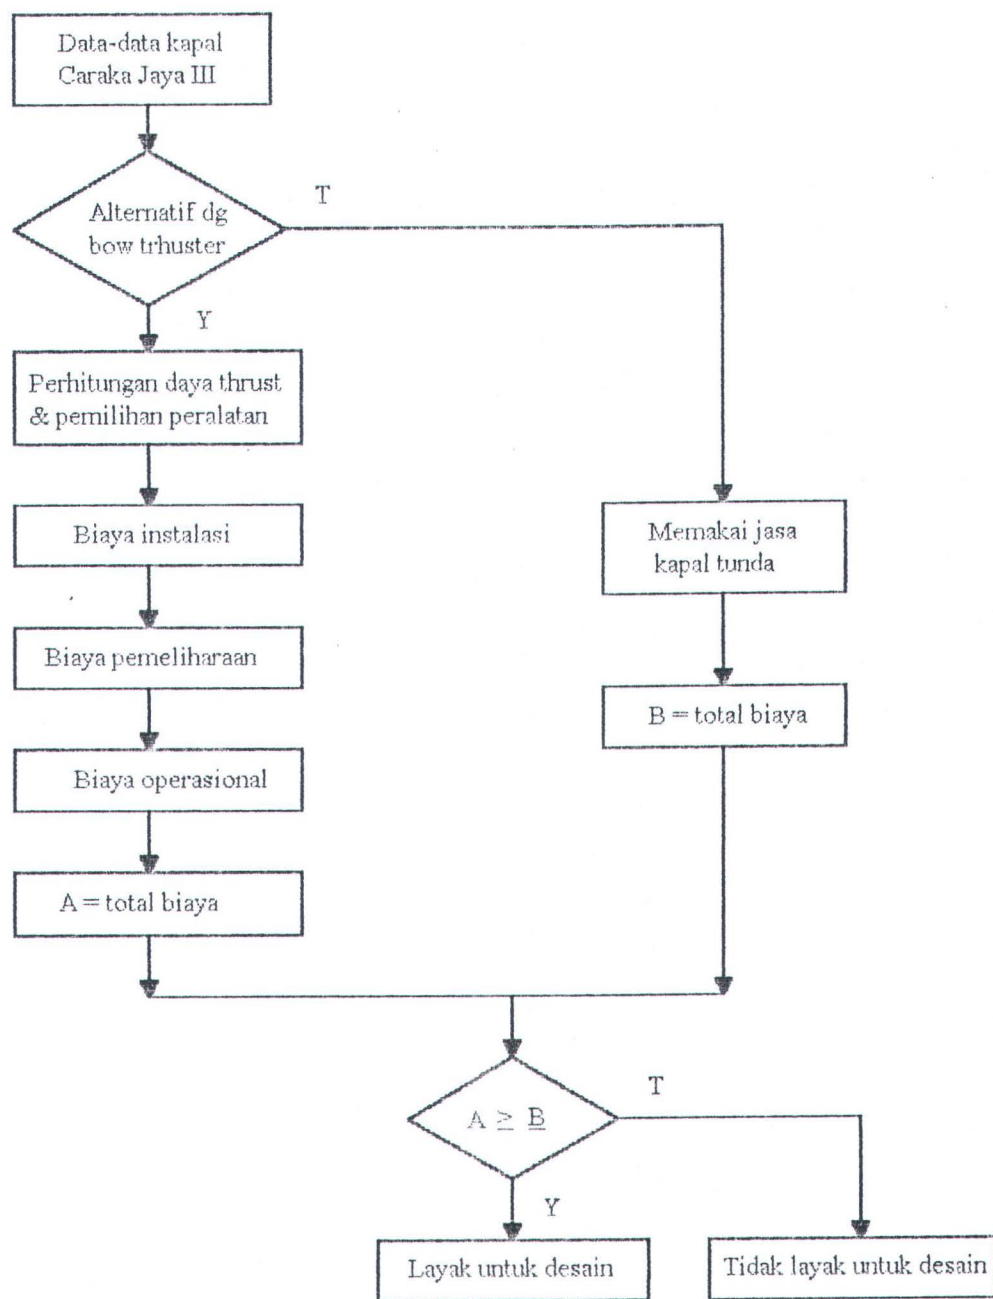 Data-data kapal
Caraka Jaya III
Alternatif dg
bow trhuster
T
Y
Perhitungan daya thrust
& pemilihan peralatan
Biaya instalasi
Biaya pemeliharaan
Biaya operasional
A = total biaya
Memakai jasa
kapal tunda
B = total biaya
A ≥ B
T
Y
Layak untuk desain
Tidak layak untuk desain